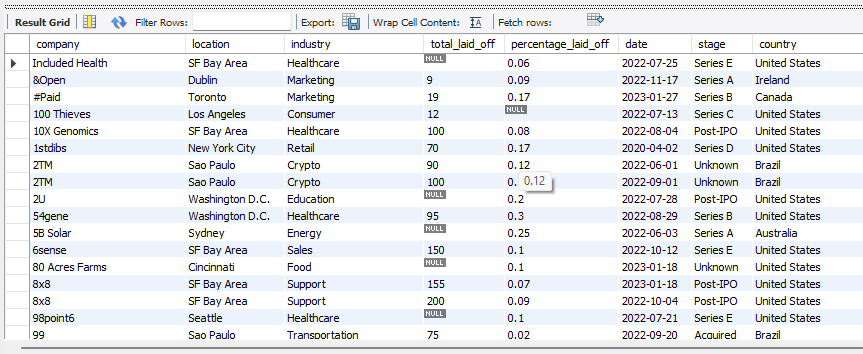 Result Grid Filter Rows: Export: Wrap Cell Content: Fetch rows:
company location industry total_laid_off percentage_laid_off date stage country
Included Health SF Bay Area Healthcare NULL 0.06 2022-07-25 Series E United States
&Open Dublin Marketing 9 0.09 2022-11-17 Series A Ireland
#Paid Toronto Marketing 19 0.17 2023-01-27 Series B Canada
100 Thieves Los Angeles Consumer 12 NULL 2022-07-13 Series C United States
10X Genomics SF Bay Area Healthcare 100 0.08 2022-08-04 Post-IPO United States
1stdibs New York City Retail 70 0.17 2020-04-02 Series D United States
2TM Sao Paulo Crypto 90 0.12 2022-06-01 Unknown Brazil
2TM Sao Paulo Crypto 100 0. 0.12 2022-09-01 Unknown Brazil
2U Washington D.C. Education NULL 0.2 2022-07-28 Post-IPO United States
54gene Washington D.C. Healthcare 95 0.3 2022-08-29 Series B United States
5B Solar Sydney Energy NULL 0.25 2022-06-03 Series A Australia
6sense SF Bay Area Sales 150 0.1 2022-10-12 Series E United States
80 Acres Farms Cincinnati Food NULL 0.1 2023-01-18 Unknown United States
8x8 SF Bay Area Support 155 0.07 2023-01-18 Post-IPO United States
8x8 SF Bay Area Support 200 0.09 2022-10-04 Post-IPO United States
98point6 Seattle Healthcare NULL 0.1 2022-07-21 Series E United States
99 Sao Paulo Transportation 75 0.02 2022-09-20 Acquired Brazil